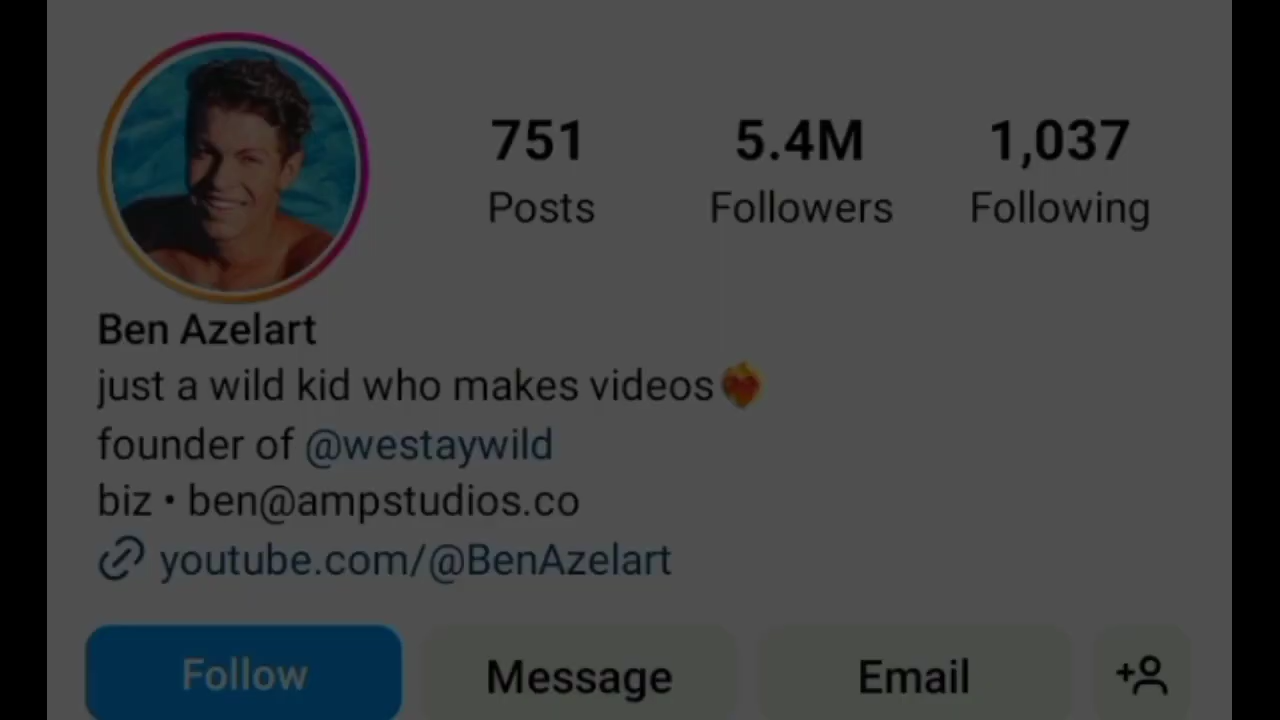 751 5.4M 1,037
Posts Followers Following
Ben Azelart
just a wild kid who makes videos❤️‍🔥
founder of @westaywild
biz • ben@ampstudios.co
youtube.com/@BenAzelart
Follow Message Email